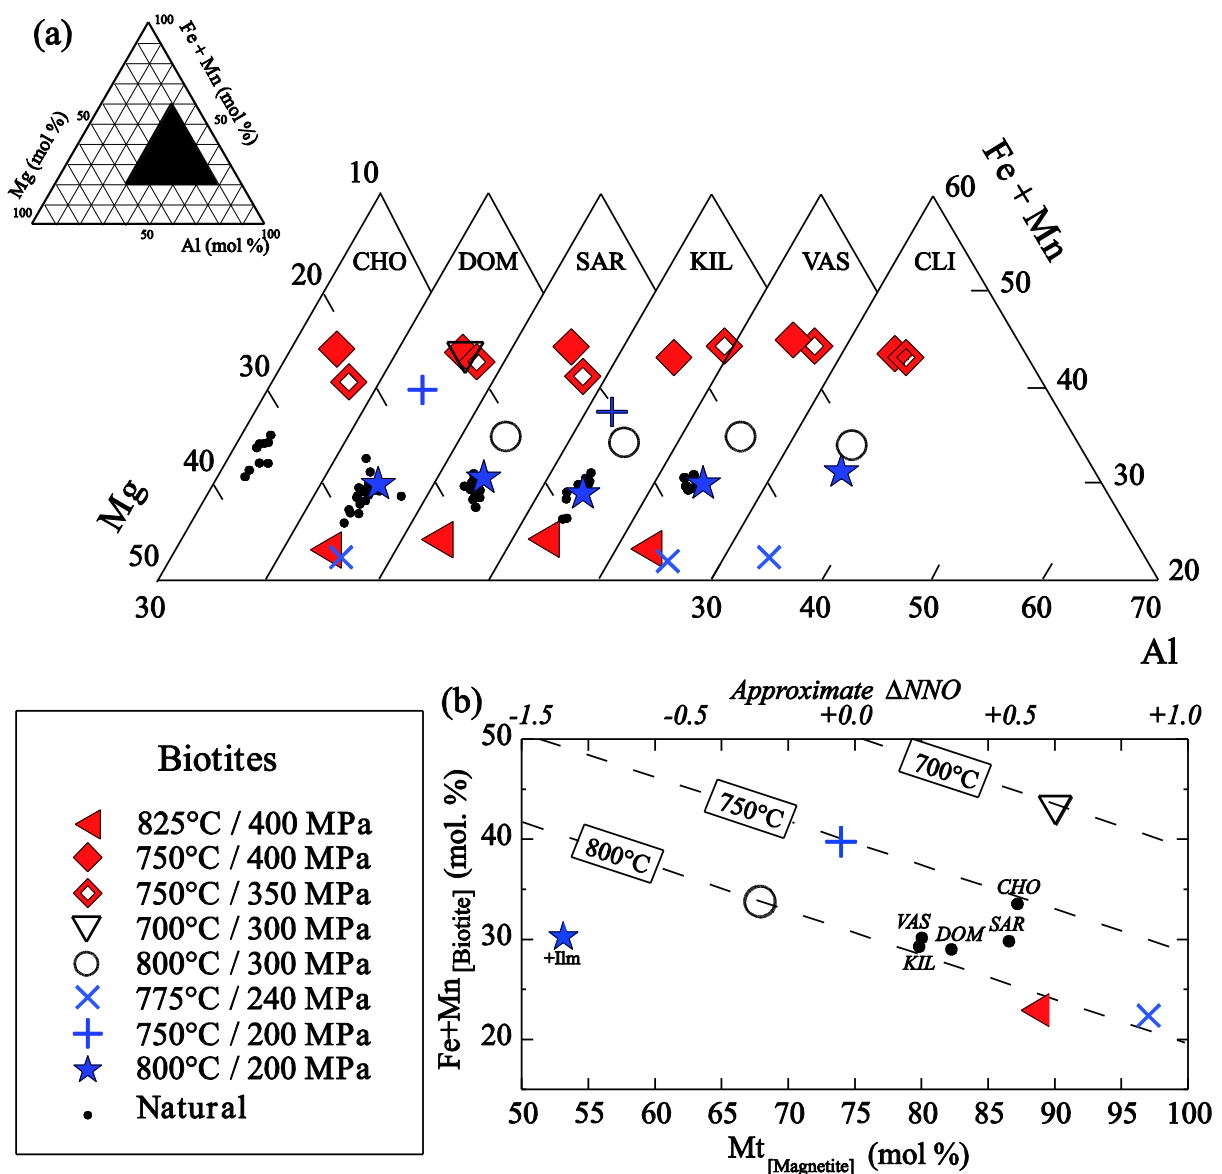 (a)
100
Fe + Mn (mol %)
50
50
Mg (mol %)
100
50
100
Al (mol %)
10
60
Fe + Mn
CHO
DOM
SAR
KIL
VAS
CLI
20
50
30
40
40
30
Mg
50
20
30
30
40
50
60
70
Al
Biotites
825°C / 400 MPa
750°C / 400 MPa
750°C / 350 MPa
700°C / 300 MPa
800°C / 300 MPa
775°C / 240 MPa
750°C / 200 MPa
800°C / 200 MPa
Natural
(b)
Approximate ΔNNO
-1.5
-0.5
+0.0
+0.5
+1.0
50
40
30
20
Fe+Mn[Biotite] (mol. %)
700°C
750°C
800°C
CHO
VAS
DOM
SAR
KIL
+Ilm
50
55
60
65
70
75
80
85
90
95
100
Mt[Magnetite] (mol %)